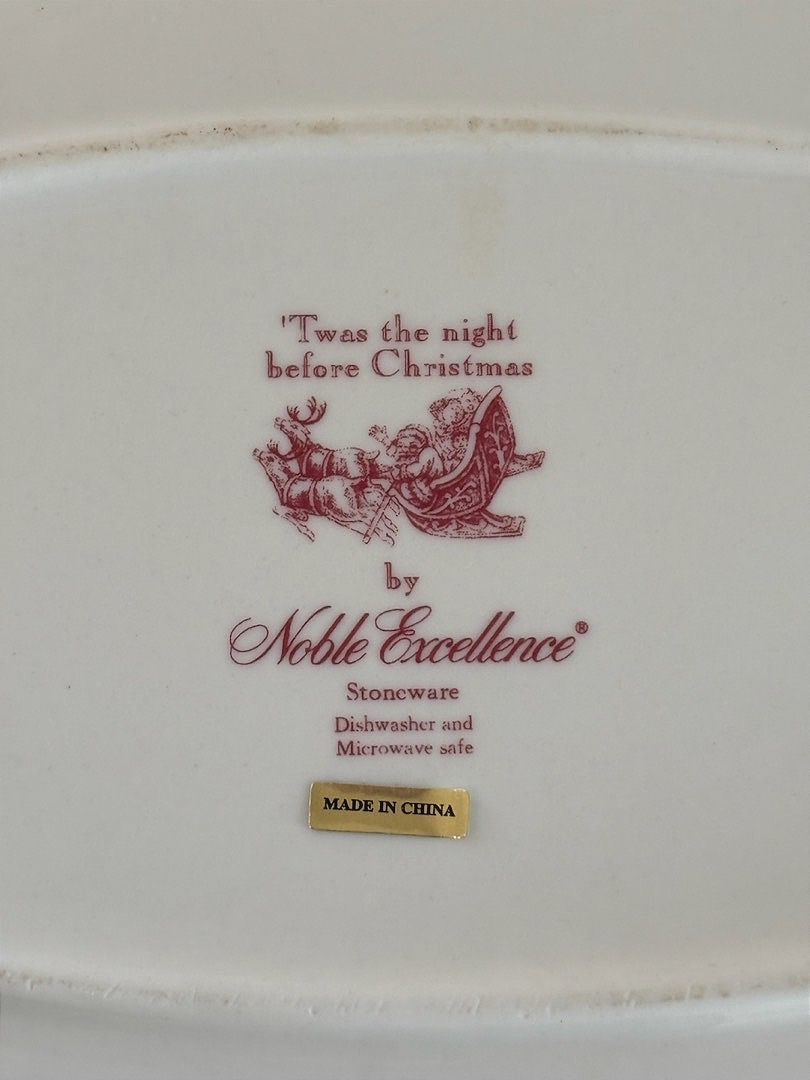 'Twas the night
before Christmas
by
Noble Excellence®
Stoneware
Dishwasher and
Microwave safe
MADE IN CHINA